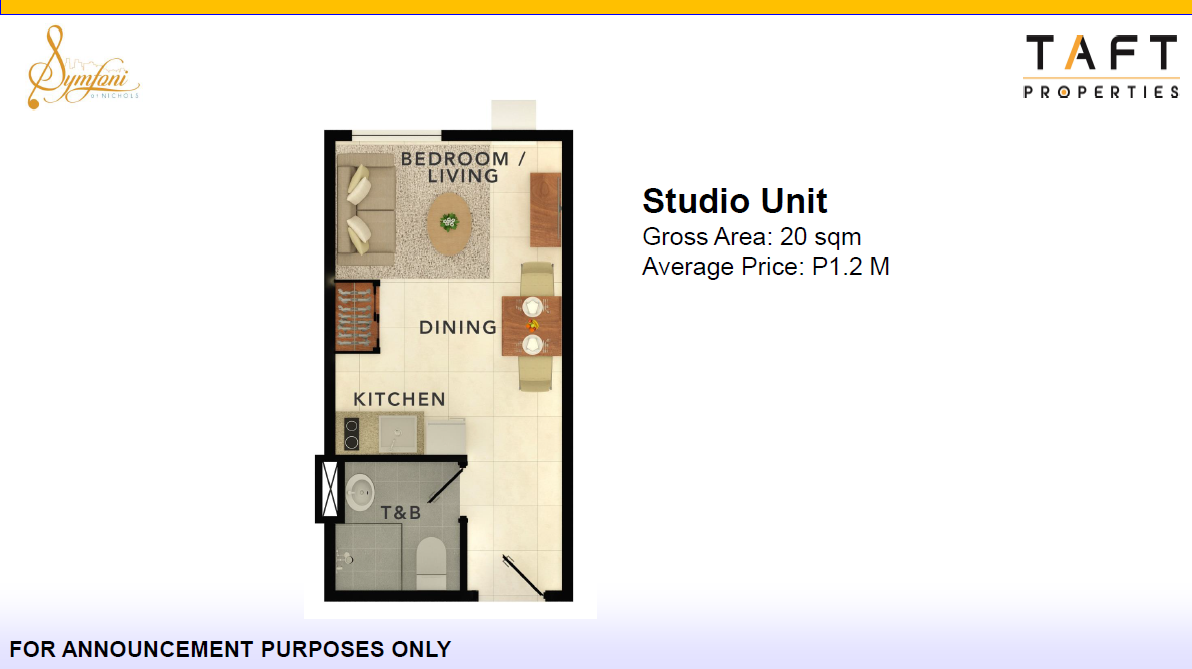 Symfoni
BY NICHOLS
TAFT
PROPERTIES
BEDROOM /
LIVING
DINING
KITCHEN
T&B
Studio Unit
Gross Area: 20 sqm
Average Price: P1.2 M
FOR ANNOUNCEMENT PURPOSES ONLY